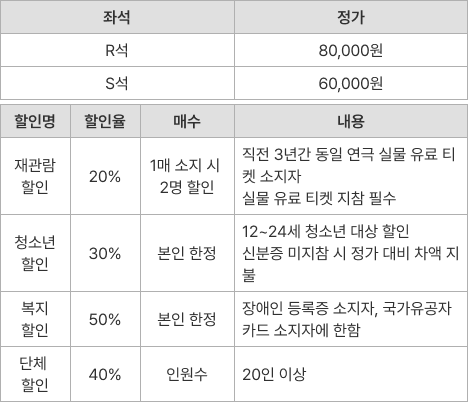 좌석 정가
R석 80,000원
S석 60,000원
할인명 할인율 매수 내용
재관람
할인
20%
1매 소지 시
2명 할인
직전 3년간 동일 연극 실물 유료 티
켓 소지자
실물 유료 티켓 지참 필수
청소년
할인
30%
본인 한정
12~24세 청소년 대상 할인
신분증 미지참 시 정가 대비 차액 지
불
복지
할인
50%
본인 한정
장애인 등록증 소지자, 국가유공자
카드 소지자에 한함
단체
할인
40%
인원수
20인 이상